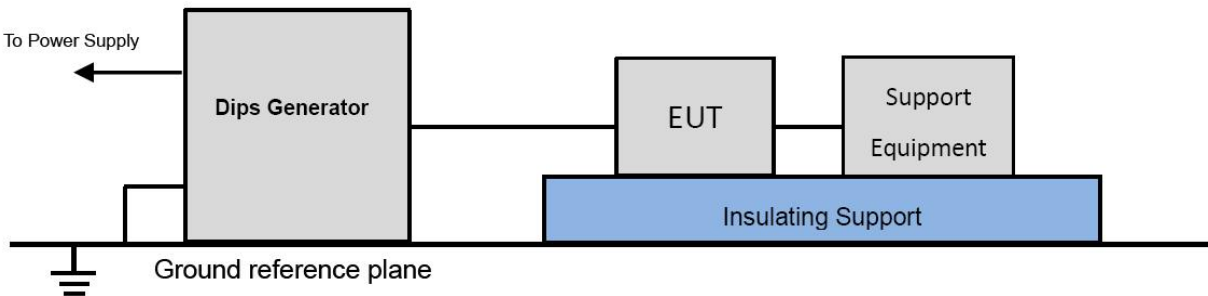 To Power Supply
Dips Generator
EUT
Support
Equipment
Insulating Support
Ground reference plane